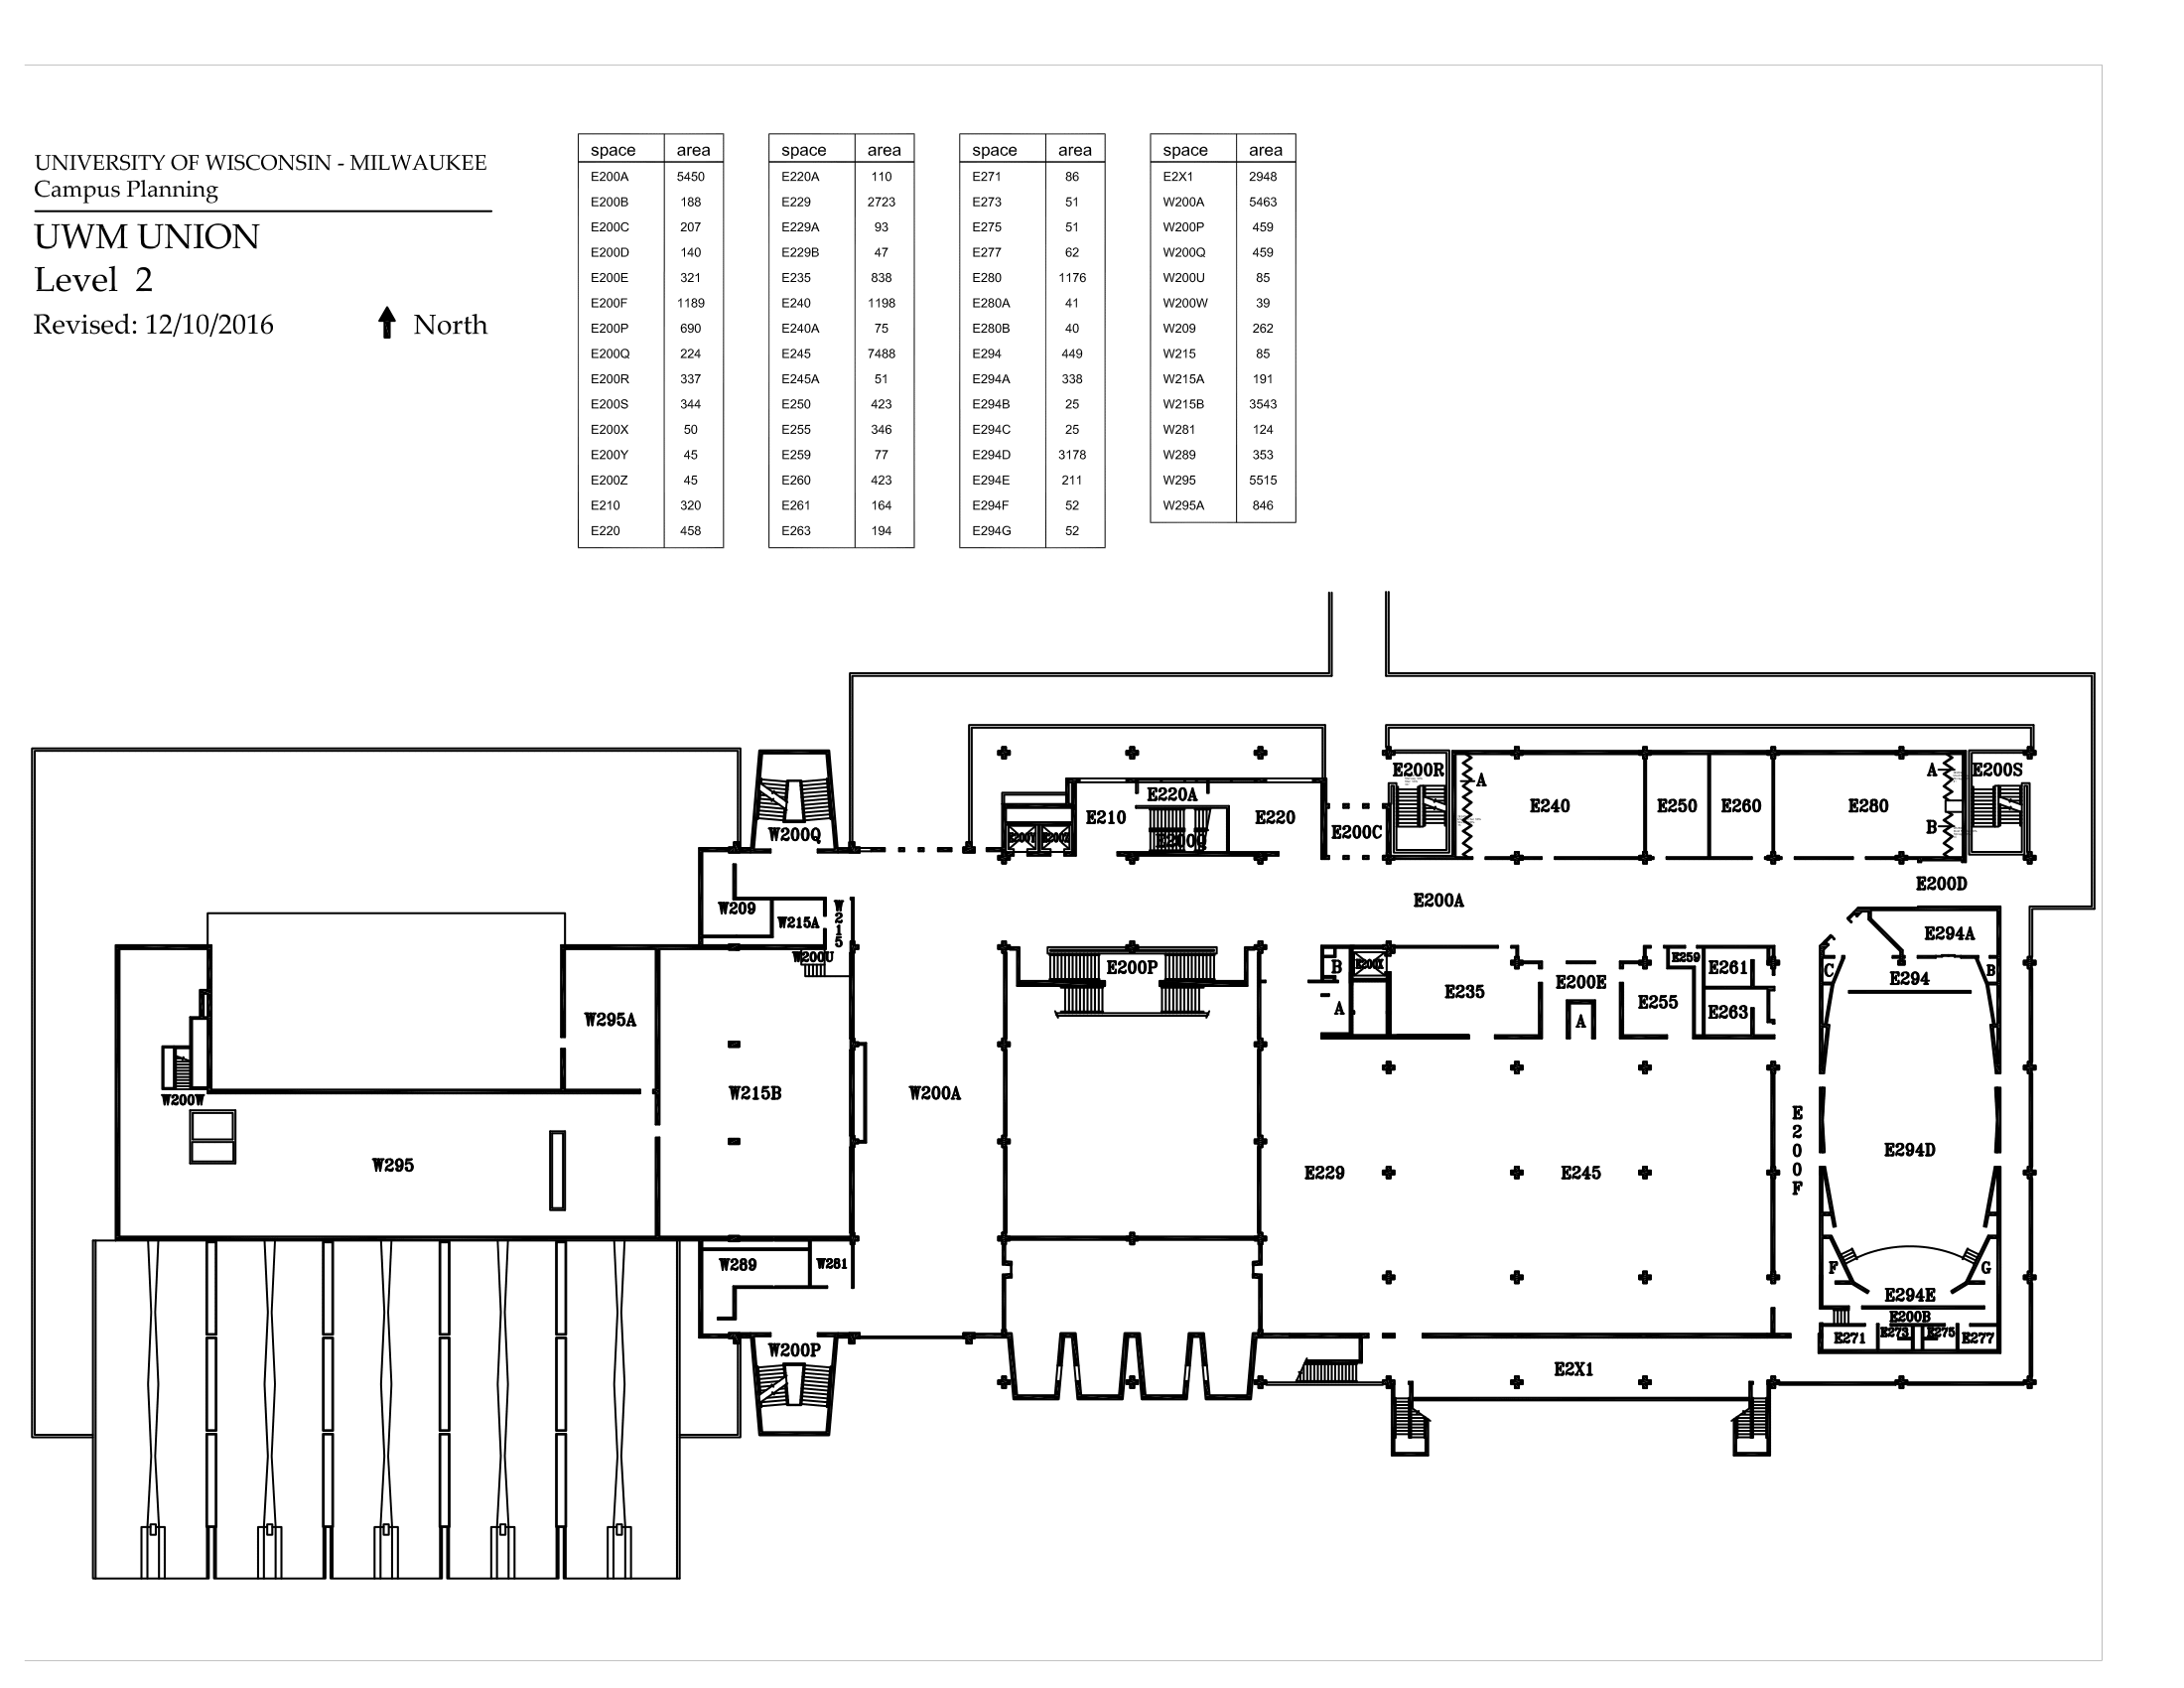 UNIVERSITY OF WISCONSIN - MILWAUKEE
Campus Planning
UWM UNION
Level 2
Revised: 12/10/2016 North
space area
E200A 5450
E200B 188
E200C 207
E200D 140
E200E 321
E200F 1189
E200P 690
E200Q 224
E200R 337
E200S 344
E200X 50
E200Y 45
E200Z 45
E210 320
E220 458
space area
E220A 110
E229 2723
E229A 93
E229B 47
E235 838
E240 1198
E240A 75
E245 7488
E245A 51
E250 423
E255 346
E259 77
E260 423
E261 164
E263 194
space area
E271 86
E273 51
E275 51
E277 62
E280 1176
E280A 41
E280B 40
E294 449
E294A 338
E294B 25
E294C 25
E294D 3178
E294E 211
E294F 52
E294G 52
space area
E2X1 2948
W200A 5463
W200P 459
W200Q 459
W200U 85
W200W 39
W209 262
W215 85
W215A 191
W215B 3543
W281 124
W289 353
W295 5515
W295A 846
E200R
A
A
E200S
E220A
E240
E250
E260
E280
E210
E220
B
W200Q
E200C
E200Y
E200Z
E200Q
E200D
E200A
W209
W215A
W215
E294A
W200U
E200P
B
E200X
E259
E261
C
B
E294
E200E
E235
E255
A
E263
A
W295A
W200W
W215B
W200A
E200F
E294D
W295
E229
E245
W289
W281
F
G
E294E
E200B
E271
E273
E275
E277
W200P
E2X1